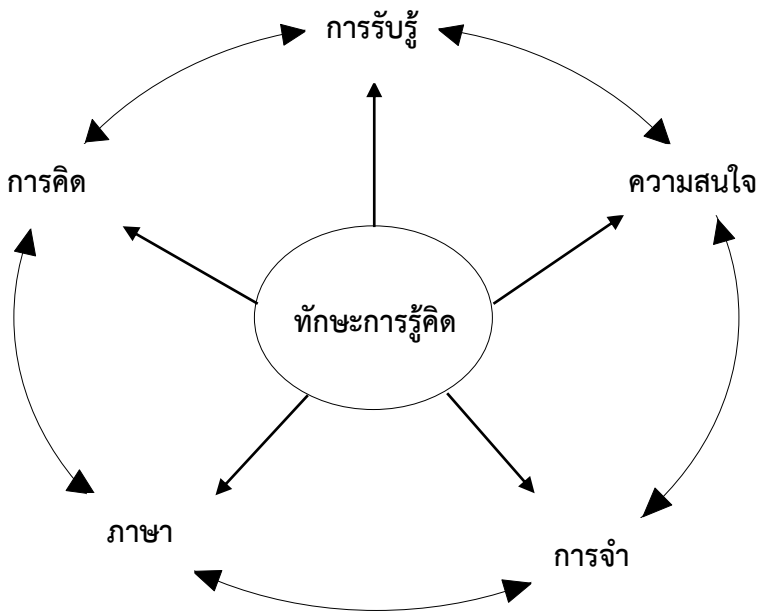 การรับรู้
การคิด
ความสนใจ
ทักษะการรู้คิด
ภาษา
การจำ